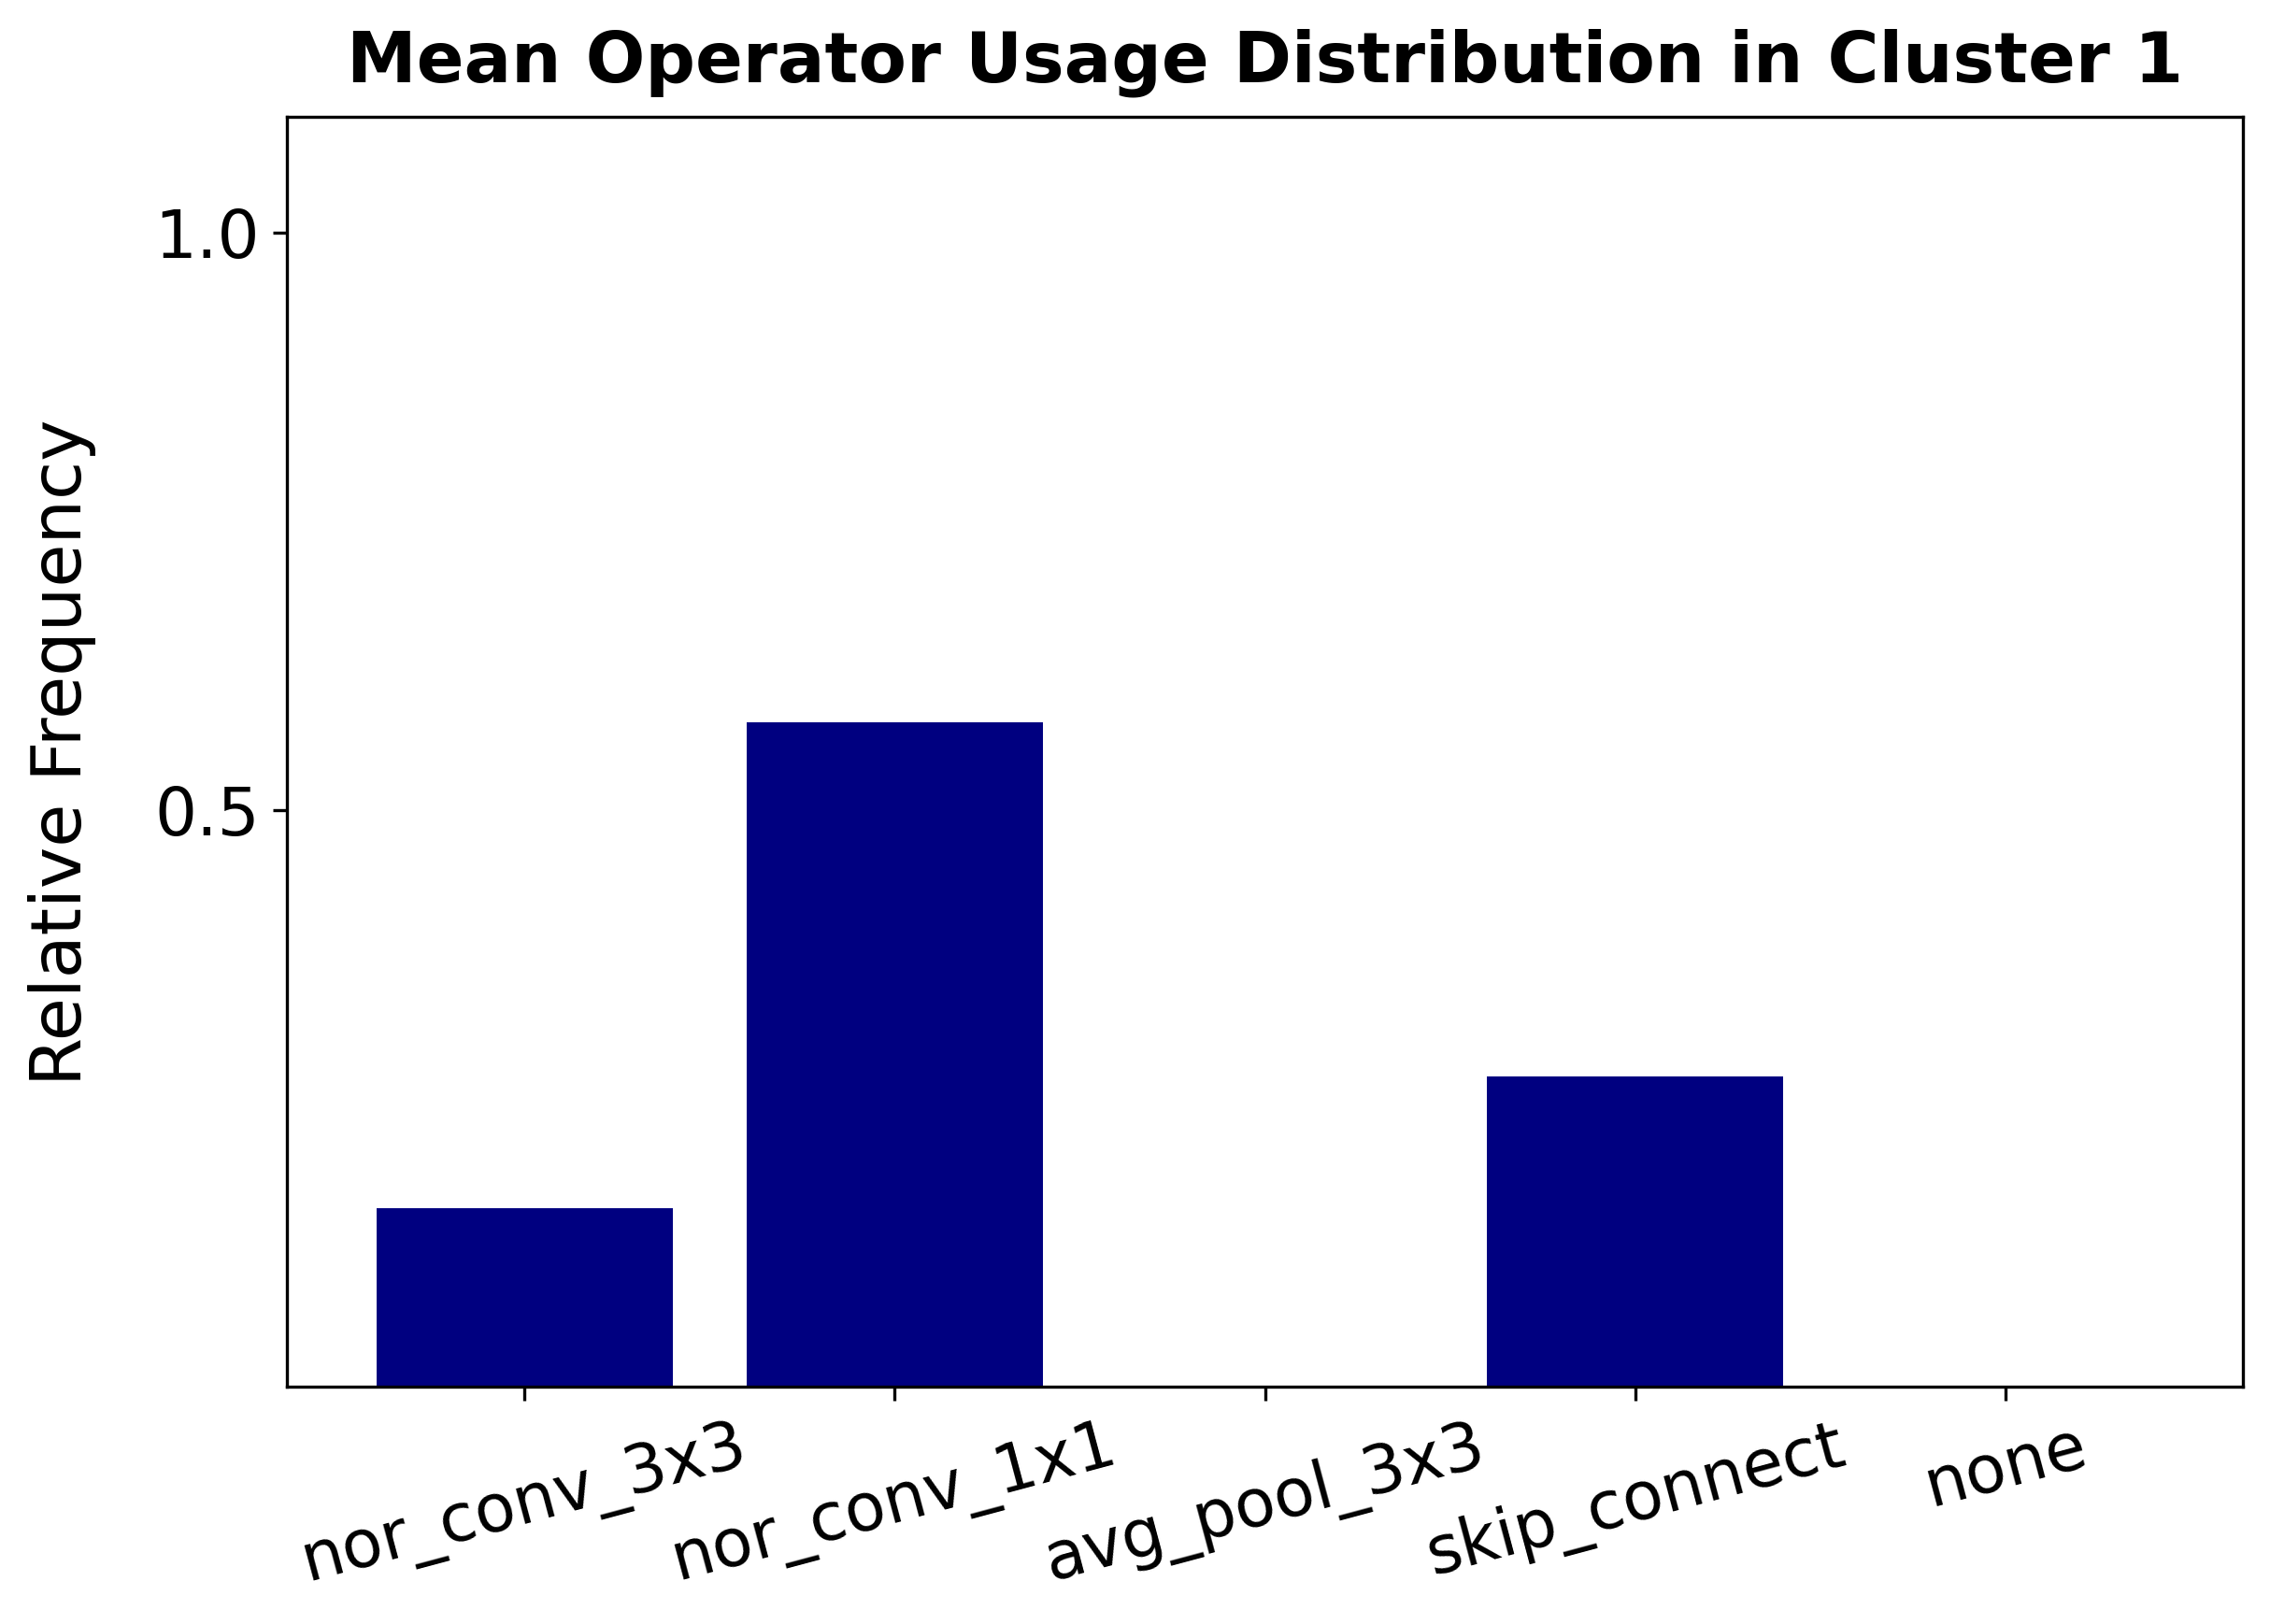 Mean Operator Usage Distribution in Cluster 1
Relative Frequency
1.0
0.5
nor_conv_3x3
nor_conv_1x1
avg_pool_3x3
skip_connect
none